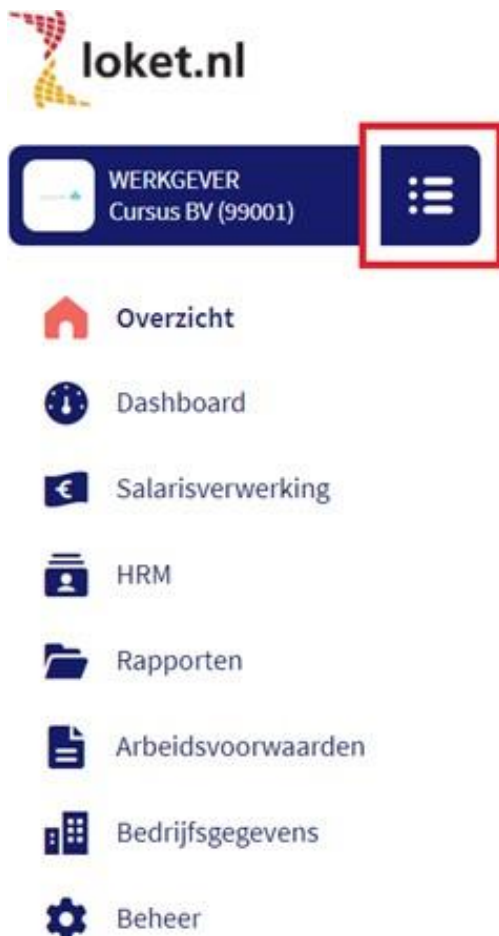 loket.nl
WERKGEVER
Cursus BV (99001)
Overzicht
Dashboard
Salarisverwerking
HRM
Rapporten
Arbeidsvoorwaarden
Bedrijfsgegevens
Beheer